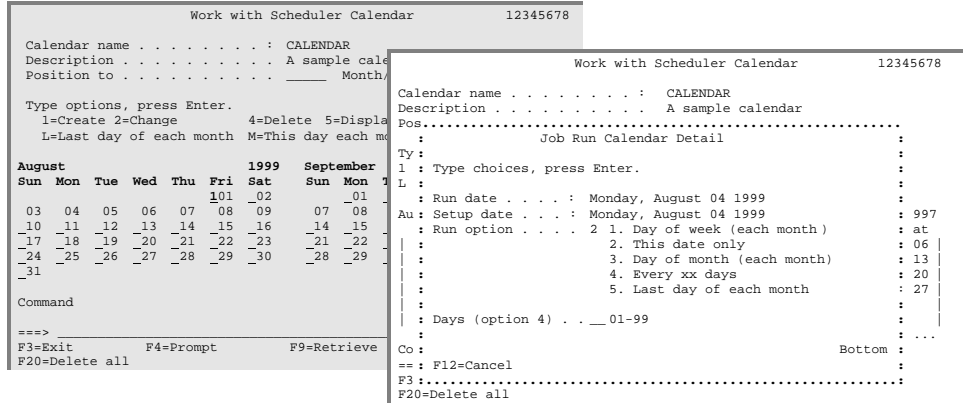 Work with Scheduler Calendar 12345678
Calendar name . . . . . . . . : CALENDAR
Description . . . . . . . . . . A sample cale
Position to . . . . . . . . . . _____ Month/
Type options, press Enter.
1=Create 2=Change 4=Delete 5=Displa
L=Last day of each month M=This day each mo
August 1999 September
Sun Mon Tue Wed Thu Fri Sat Sun Mon T
101 _02 _01
03 04 05 06 07 08 09 07 08
_10 _11 _12 _13 _14 _15 _16 _14 _15
_17 _18 _19 _20 _21 _22 _23 _21 _22
_24 _25 _26 _27 _28 _29 _30 _28 _29
_31
Command
===>
F3=Exit F4=Prompt F9=Retrieve
F20=Delete all
Work with Scheduler Calendar 12345678
Calendar name . . . . . . . . : CALENDAR
Description . . . . . . . . . . A sample calendar
Pos............................................................
: Job Run Calendar Detail :
Ty : :
1 : Type choices, press Enter. :
L : :
: Run date . . . . : Monday, August 04 1999 :
Au : Setup date . . . : Monday, August 04 1999 : 997
: Run option . . . . 2 1. Day of week (each month) : at
| : 2. This date only : 06 |
| : 3. Day of month (each month) : 13 |
| : 4. Every xx days : 20 |
| : 5. Last day of each month : 27 |
| : : |
| : Days (option 4) . . __ 01-99 : |
: : ...
Co : Bottom :
== : F12=Cancel :
F3 :............................................................:
F20=Delete all